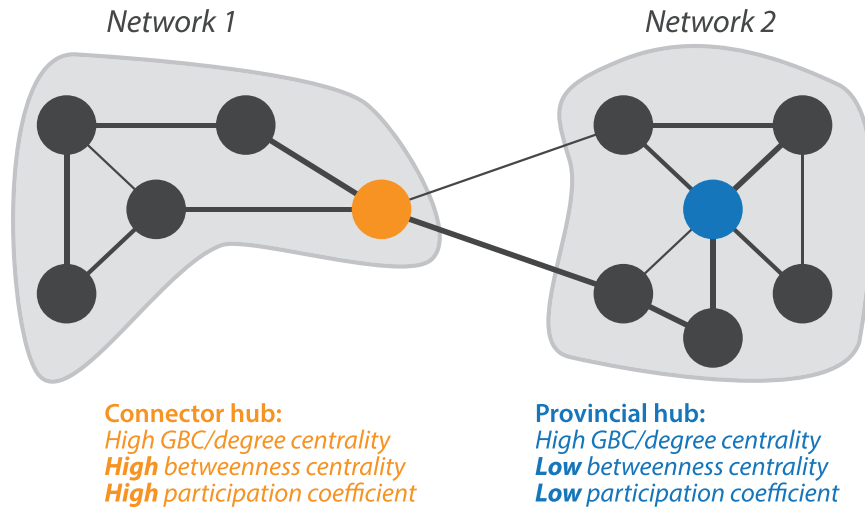 Network 1
Network 2
Connector hub:
High GBC/degree centrality
High betweenness centrality
High participation coefficient
Provincial hub:
High GBC/degree centrality
Low betweenness centrality
Low participation coefficient